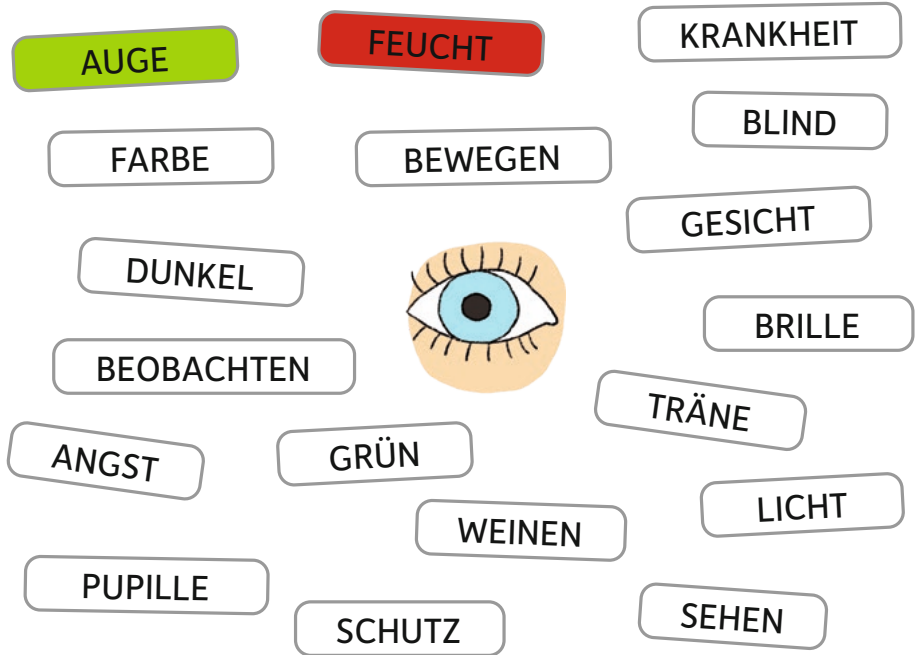 AUGE
FEUCHT
KRANKHEIT
BLIND
FARBE
BEWEGEN
GESICHT
DUNKEL
BRILLE
BEOBACHTEN
TRÄNE
ANGST
GRÜN
LICHT
WEINEN
PUPILLE
SCHUTZ
SEHEN